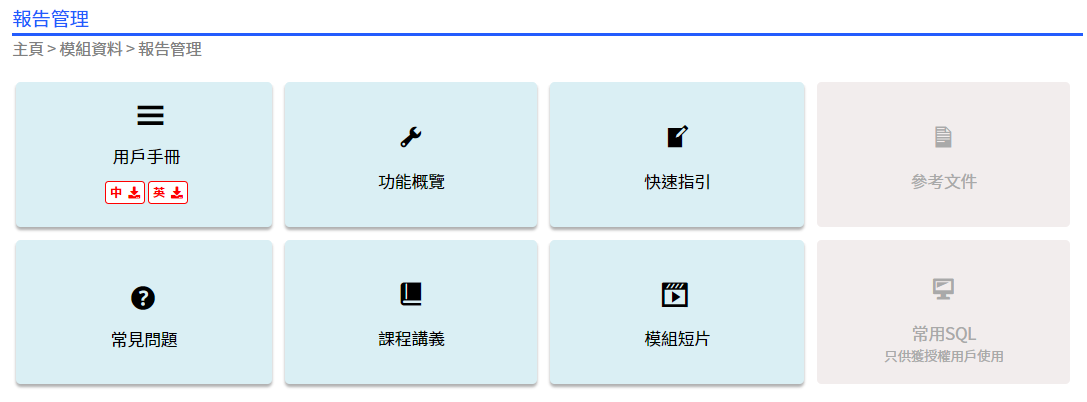 報告管理
主頁 > 模組資料 > 報告管理
用戶手冊
中 英
功能概覽
快速指引
參考文件
常見問題
課程講義
模組短片
常用SQL
只供獲授權用戶使用